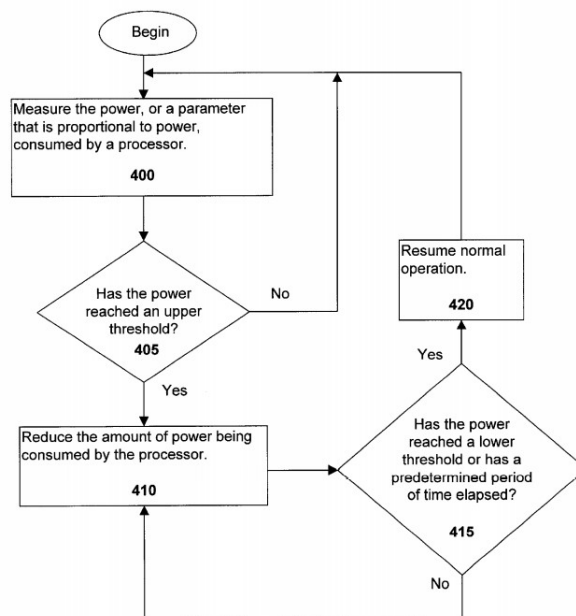 Begin
Measure the power, or a parameter
that is proportional to power,
consumed by a processor.
400
Has the power
reached an upper
threshold?
405
No
Yes
Reduce the amount of power being
consumed by the processor.
410
Has the power
reached a lower
threshold or has a
predetermined period
of time elapsed?
415
No
Yes
Resume normal
operation.
420